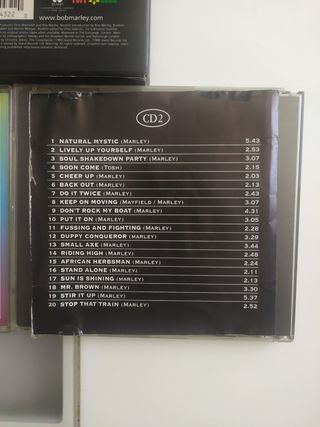 4322 0
www.bobmarley.com
CD2
1 NATURAL MYSTIC (MARLEY) 5.43
2 LIVELY UP YOURSELF (MARLEY) 2.53
3 SOUL SHAKEDOWN PARTY (MARLEY) 3.07
4 SOON COME (TOSH) 2.15
5 CHEER UP (MARLEY) 2.03
6 BACK OUT (MARLEY) 2.13
7 DO IT TWICE (MARLEY) 2.43
8 KEEP ON MOVING (MAYFIELD / MARLEY) 3.07
9 DON'T ROCK MY BOAT (MARLEY) 4.31
10 PUT IT ON (MARLEY) 3.05
11 FUSSING AND FIGHTING (MARLEY) 2.28
12 DUPPY CONQUEROR (MARLEY) 3.29
13 SMALL AXE (MARLEY) 3.44
14 RIDING HIGH (MARLEY) 2.48
15 AFRICAN HERBSMAN (MARLEY) 2.24
16 STAND ALONE (MARLEY) 2.11
17 SUN IS SHINING (MARLEY) 2.13
18 MR. BROWN (MARLEY) 3.30
19 STIR IT UP (MARLEY) 5.37
20 STOP THAT TRAIN (MARLEY) 2.52